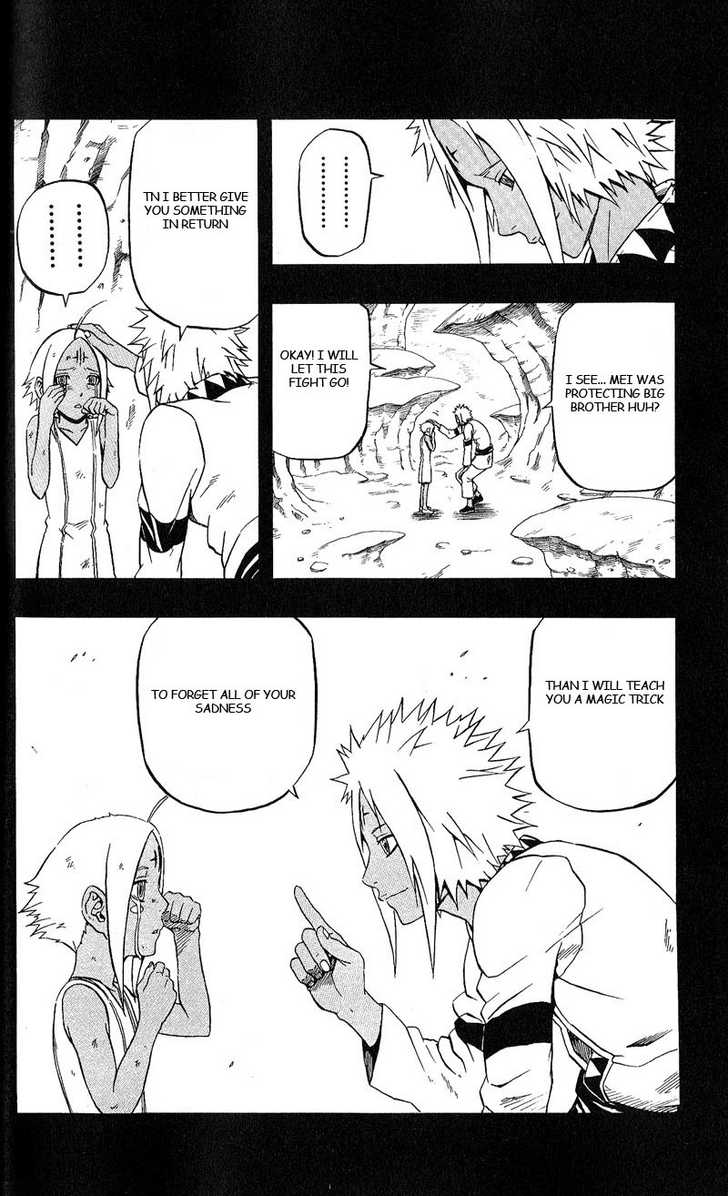 I SEE... MEI WAS
PROTECTING BIG
BROTHER HUH?
OKAY! I WILL
LET THIS
FIGHT GO!
TN I BETTER GIVE
YOU SOMETHING
IN RETURN
THAN I WILL TEACH
YOU A MAGIC TRICK
TO FORGET ALL OF YOUR
SADNESS